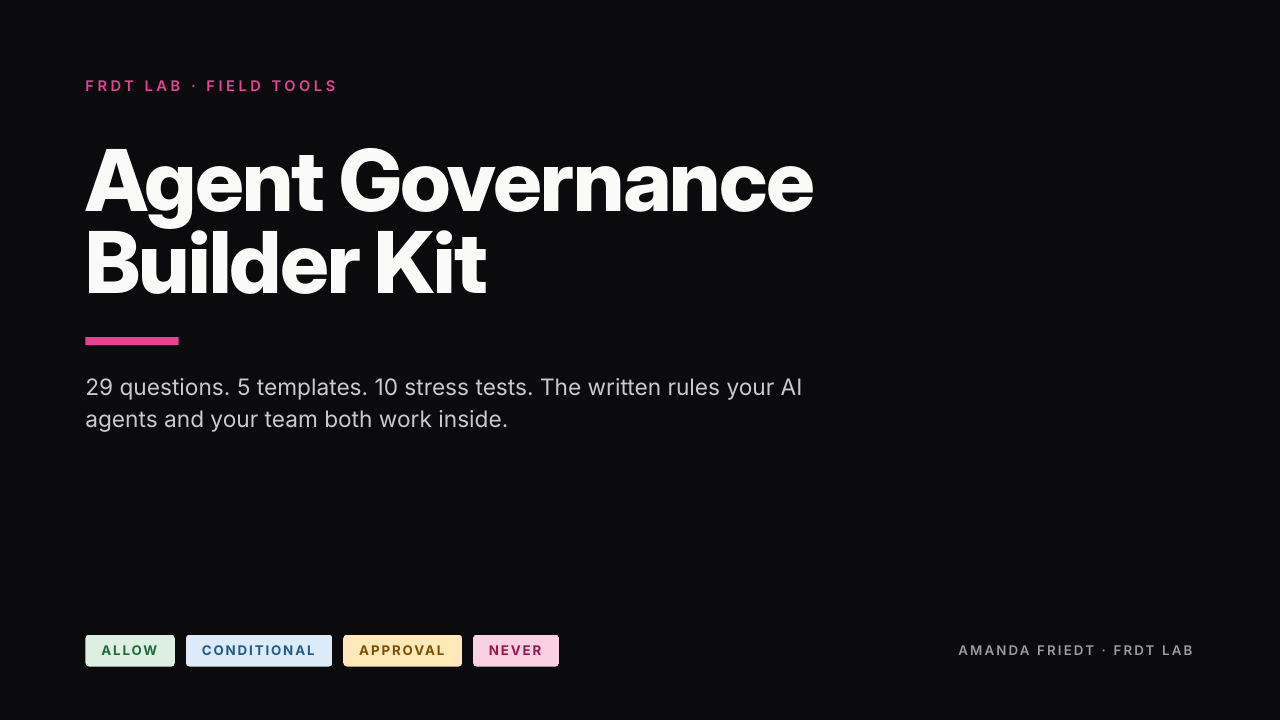 FRDT LAB · FIELD TOOLS
Agent Governance
Builder Kit
29 questions. 5 templates. 10 stress tests. The written rules your AI
agents and your team both work inside.
ALLOW CONDITIONAL APPROVAL NEVER
AMANDA FRIEDT · FRDT LAB